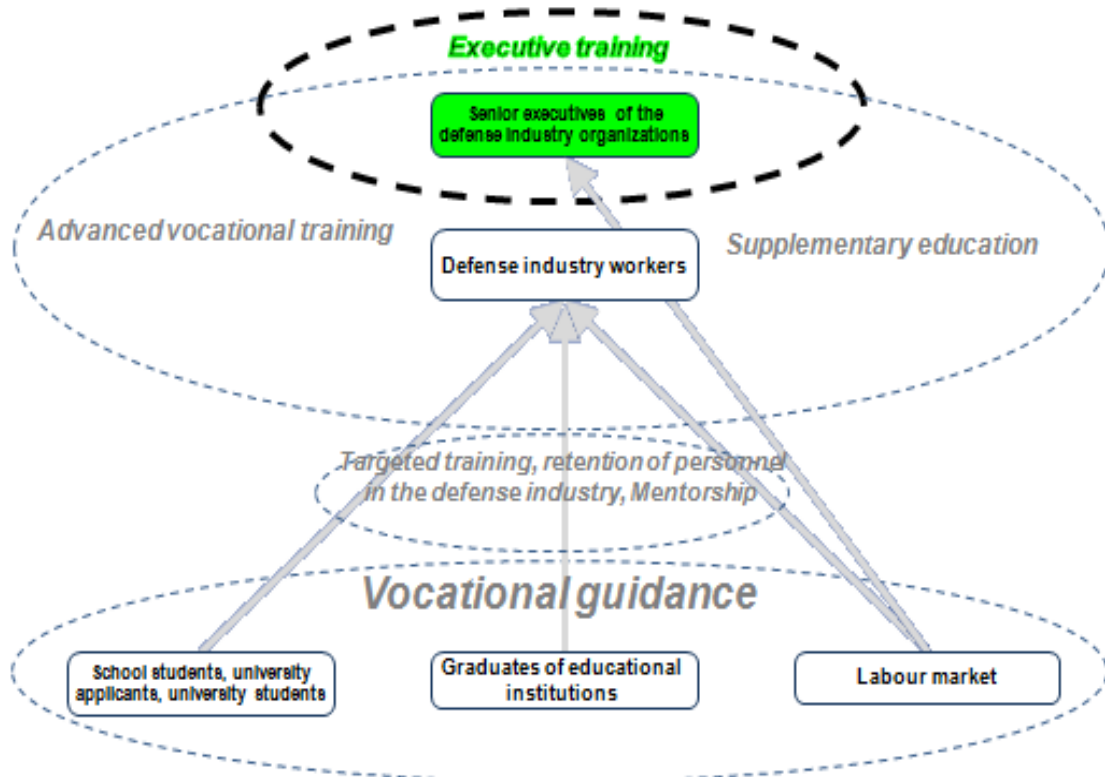 Executive training
Senior executives of the
defense industry organizations
Advanced vocational training
Supplementary education
Defense industry workers
Targeted training, retention of personnel
in the defense industry, Mentorship
Vocational guidance
School students, university
applicants, university students
Graduates of educational
institutions
Labour market